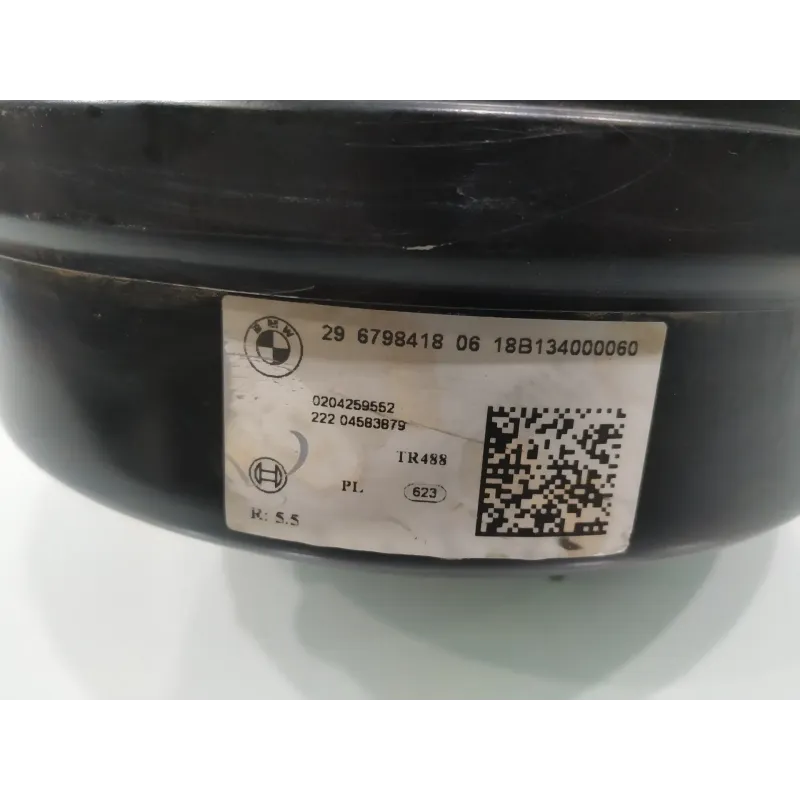 BMW
29 6798418 06 18B134000060
0204259552
222 04583879
TR488
PL 623
R: 5.5